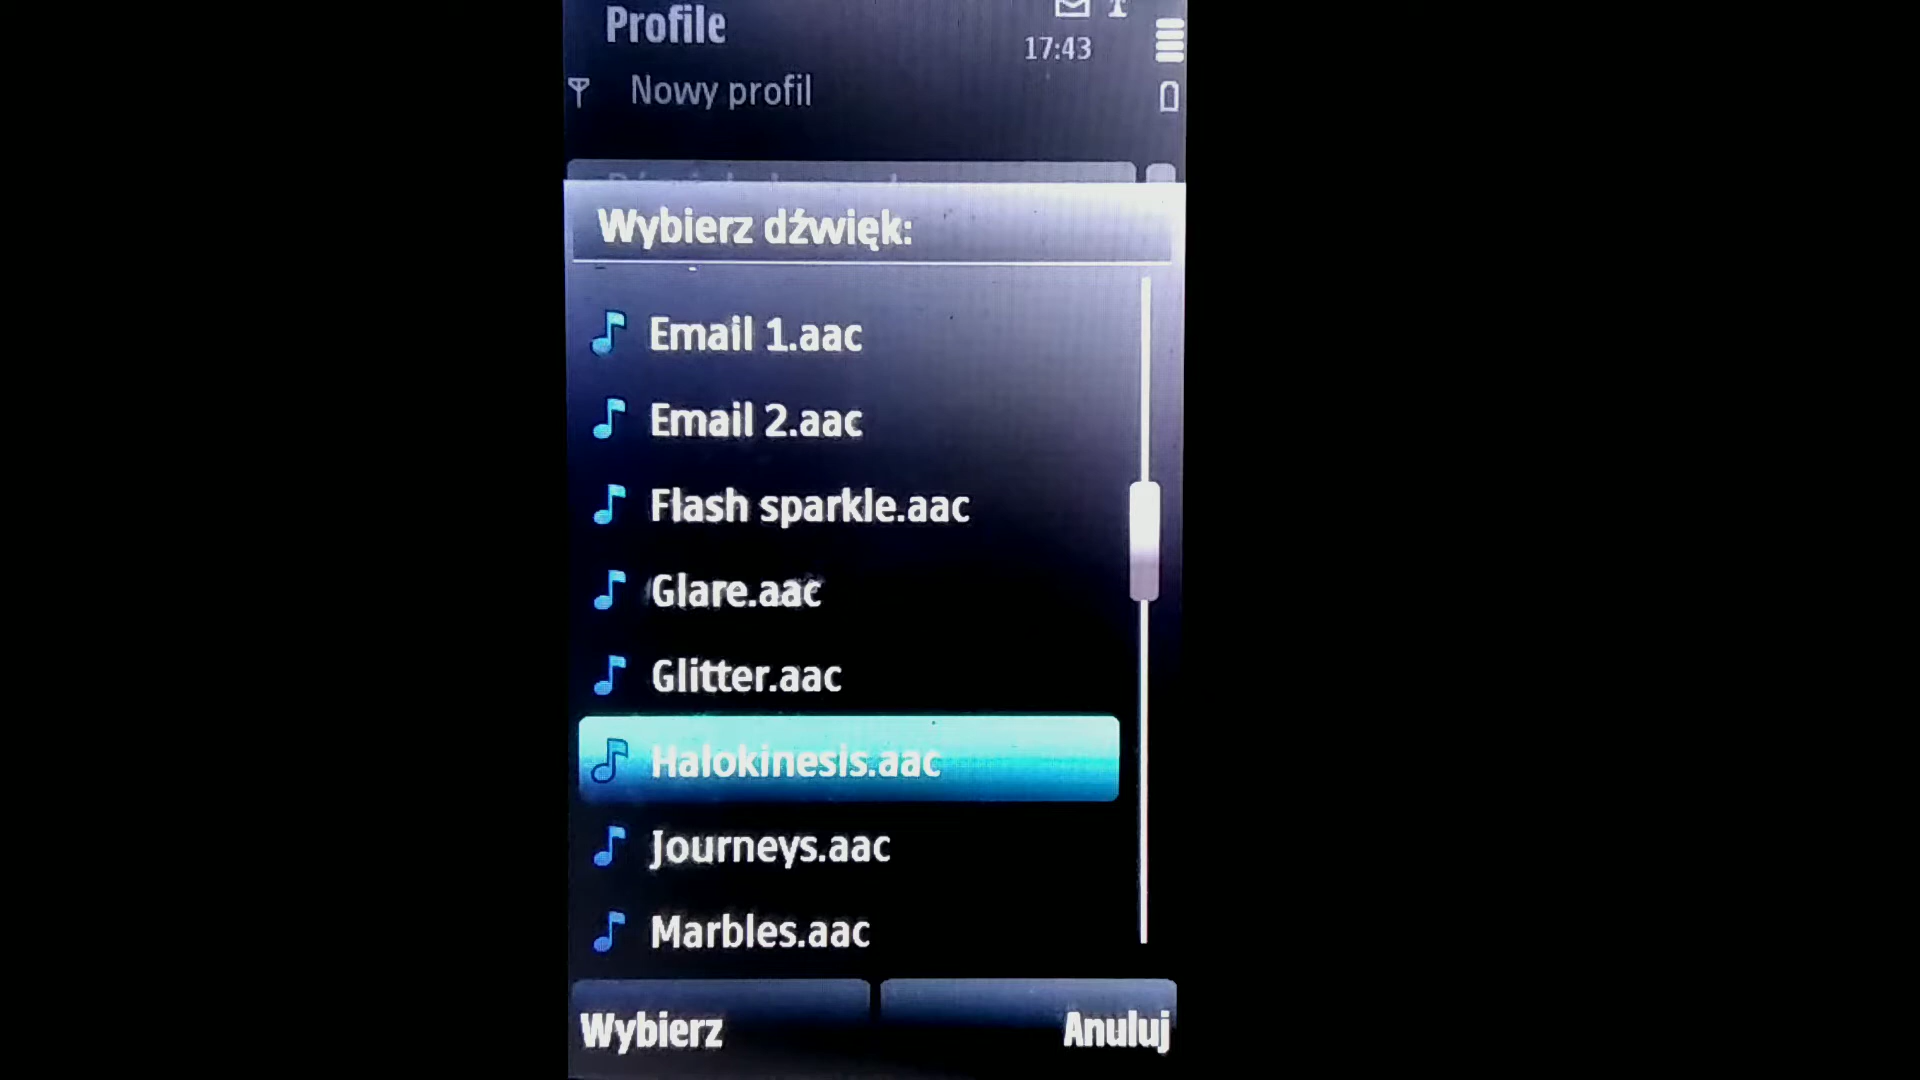 Profile
17:43
Nowy profil
Wybierz dźwięk:
Email 1.aac
Email 2.aac
Flash sparkle.aac
Glare.aac
Glitter.aac
Halokinesis.aac
Journeys.aac
Marbles.aac
Wybierz
Anuluj